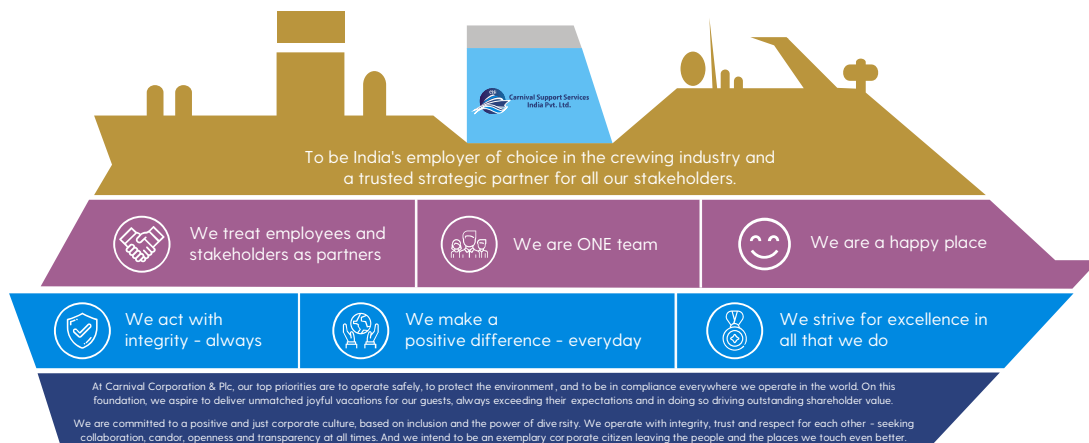 CSS
Carnival Support Services
India Pvt. Ltd.
To be India's employer of choice in the crewing industry and
a trusted strategic partner for all our stakeholders.
We treat employees and
stakeholders as partners
We are ONE team
We are a happy place
We act with
integrity - always
We make a
positive difference - everyday
We strive for excellence in
all that we do
At Carnival Corporation & Plc, our top priorities are to operate safely, to protect the environment, and to be in compliance everywhere we operate in the world. On this
foundation, we aspire to deliver unmatched joyful vacations for our guests, always exceeding their expectations and in doing so driving outstanding shareholder value.
We are committed to a positive and just corporate culture, based on inclusion and the power of diversity. We operate with integrity, trust and respect for each other - seeking
collaboration, candor, openness and transparency at all times. And we intend to be an exemplary corporate citizen leaving the people and the places we touch even better.